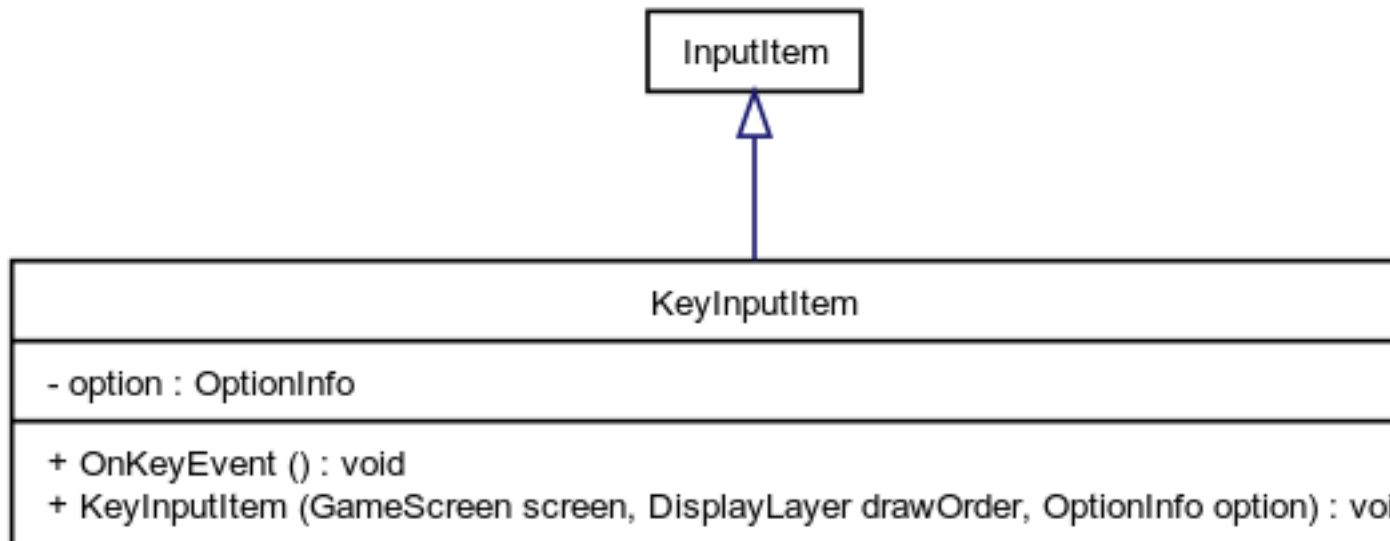 InputItem
KeyInputItem
- option : OptionInfo
+ OnKeyEvent () : void
+ KeyInputItem (GameScreen screen, DisplayLayer drawOrder, OptionInfo option) :